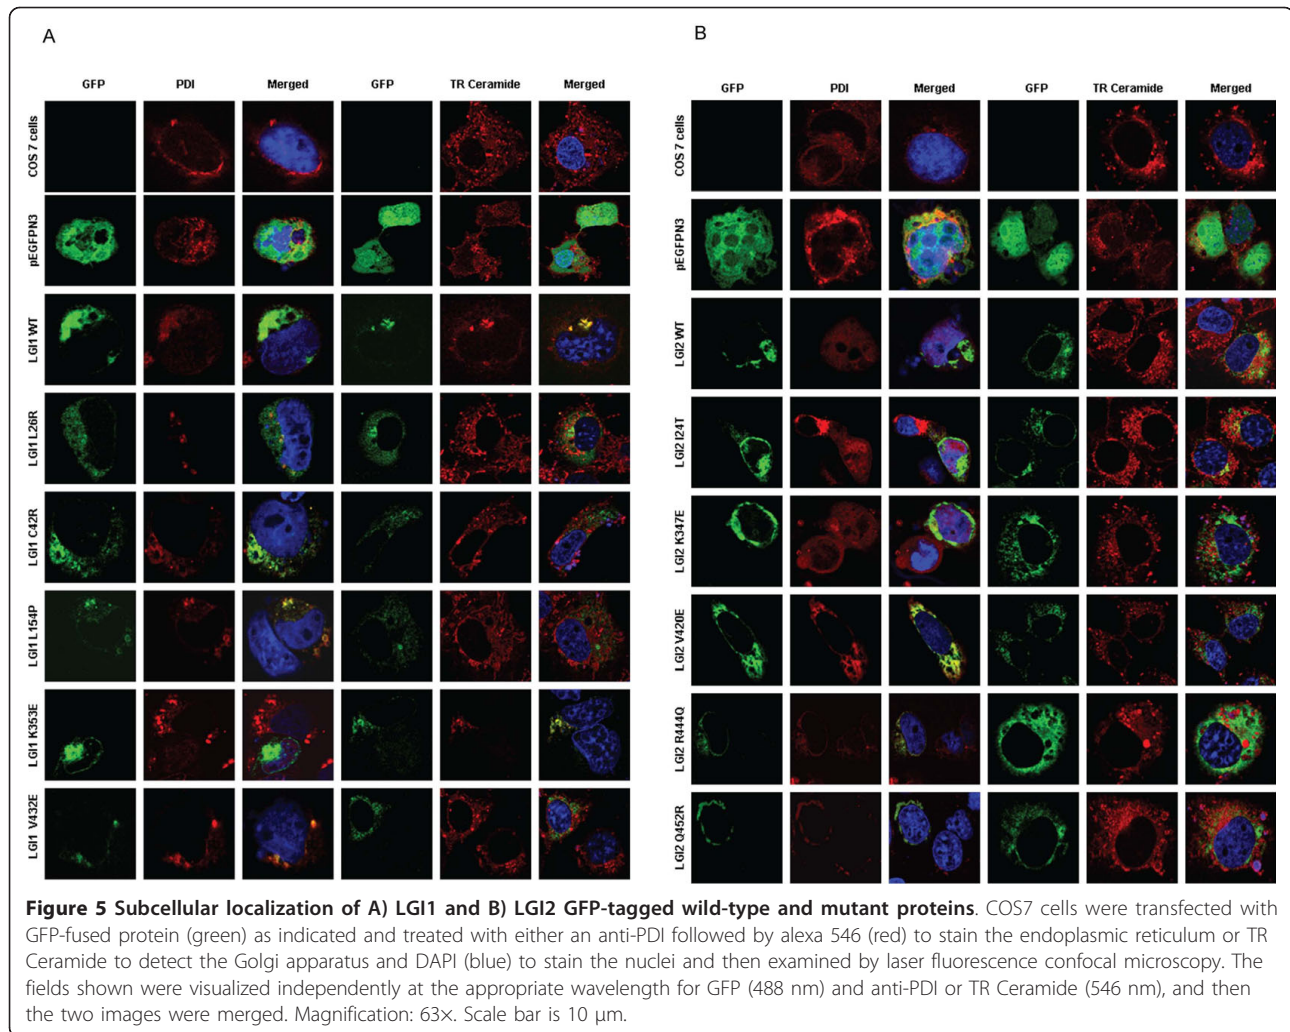 A
GFP PDI Merged GFP TR Ceramide Merged
COS 7 cells
pEGFPN3
LGI1 WT
LGI1 L26R
LGI1 C42R
LGI1 L154P
LGI1 K353E
LGI1 V432E
B
GFP PDI Merged GFP TR Ceramide Merged
COS 7 cells
pEGFPN3
LGI2 WT
LGI2 I24T
LGI2 K347E
LGI2 V420E
LGI2 R444Q
LGI2 Q452R
Figure 5 Subcellular localization of A) LGI1 and B) LGI2 GFP-tagged wild-type and mutant proteins. COS7 cells were transfected with
GFP-fused protein (green) as indicated and treated with either an anti-PDI followed by alexa 546 (red) to stain the endoplasmic reticulum or TR
Ceramide to detect the Golgi apparatus and DAPI (blue) to stain the nuclei and then examined by laser fluorescence confocal microscopy. The
fields shown were visualized independently at the appropriate wavelength for GFP (488 nm) and anti-PDI or TR Ceramide (546 nm), and then
the two images were merged. Magnification: 63×. Scale bar is 10 μm.